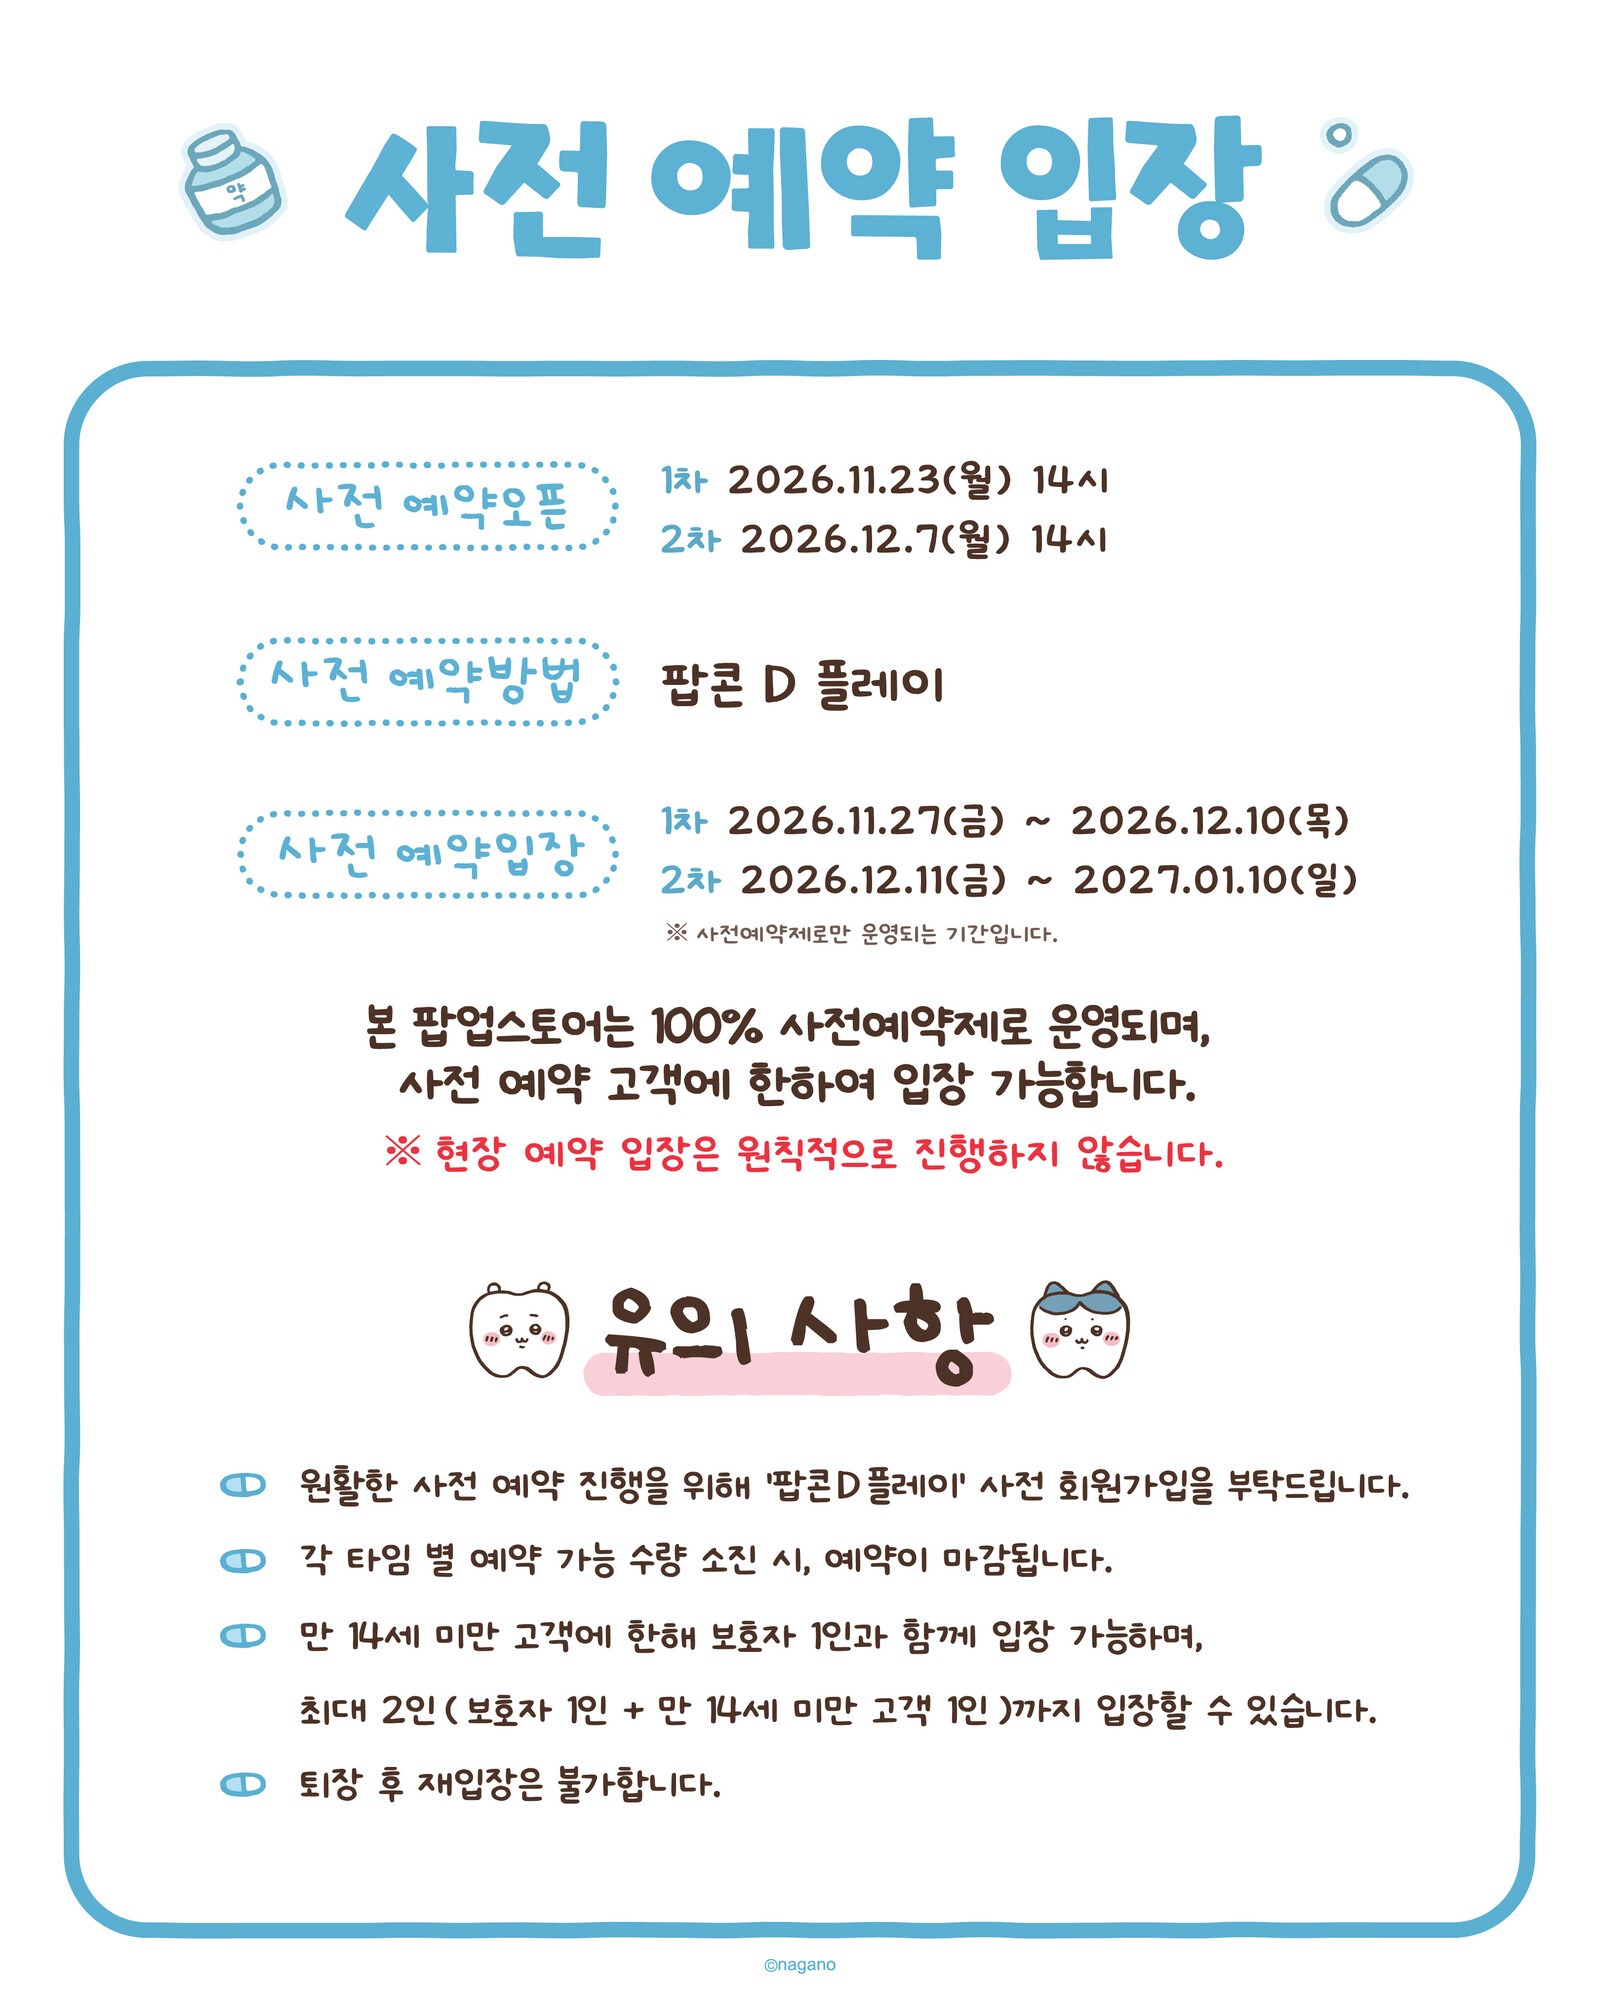 사전 예약 입장
약
사전 예약오픈
1차 2026.11.23(월) 14시
2차 2026.12.7(월) 14시
사전 예약방법
팝콘 D 플레이
사전 예약입장
1차 2026.11.27(금) ~ 2026.12.10(목)
2차 2026.12.11(금) ~ 2027.01.10(일)
※ 사전예약제로만 운영되는 기간입니다.
본 팝업스토어는 100% 사전예약제로 운영되며,
사전 예약 고객에 한하여 입장 가능합니다.
※ 현장 예약 입장은 원칙적으로 진행하지 않습니다.
유의 사항
원활한 사전 예약 진행을 위해 '팝콘D플레이' 사전 회원가입을 부탁드립니다.
각 타임 별 예약 가능 수량 소진 시, 예약이 마감됩니다.
만 14세 미만 고객에 한해 보호자 1인과 함께 입장 가능하며,
최대 2인( 보호자 1인 + 만 14세 미만 고객 1인 )까지 입장할 수 있습니다.
퇴장 후 재입장은 불가합니다.
©nagano